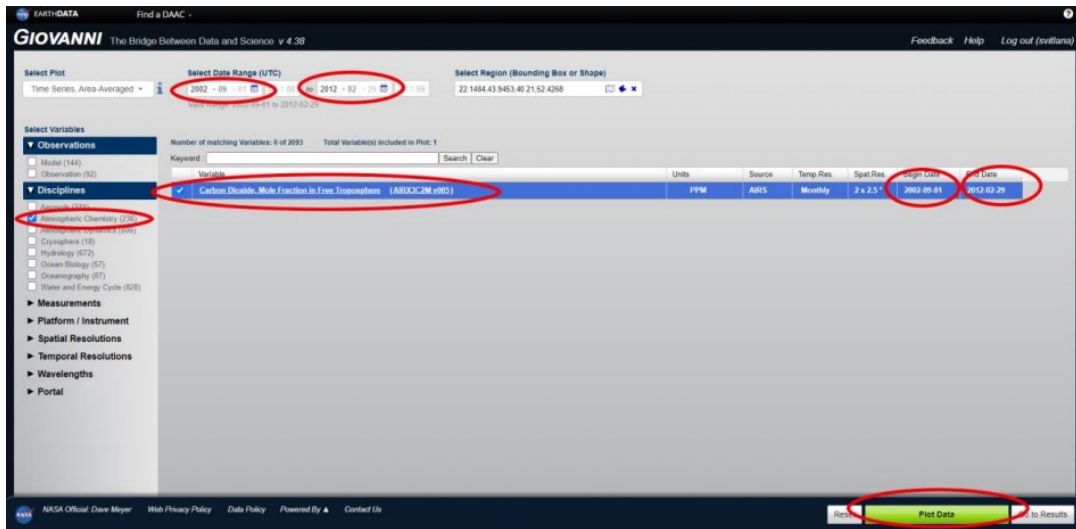 EARTHDATA Find a DAAC
GIOVANNI The Bridge Between Data and Science v 4.38 Feedback Help Log out (svitlana)
Select Plot Select Date Range (UTC) Select Region (Bounding Box or Shape)
Time Series, Area-Averaged 2002 - 09 - 01 to 2012 - 02 - 29 : 59 22.1484,43.9453,40.21,52.4268
Valid Range: 2002-09-01 to 2012-02-29
Select Variables
Observations
Number of matching Variables: 0 of 2093 Total Variable(s) included in Plot: 1
Model (144) Keyword : Search Clear
Observation (92) Variable Units Source Temp.Res. Spat.Res. Begin Date End Date
Disciplines Carbon Dioxide, Mole Fraction in Free Troposphere (AIRX3C2M v005) PPM AIRS Monthly 2 x 2.5 ° 2002-09-01 2012-02-29
Atmospheric Chemistry (236)
Cryosphere (18)
Hydrology (672)
Ocean Biology (57)
Oceanography (87)
Water and Energy Cycle (820)
Measurements
Platform / Instrument
Spatial Resolutions
Temporal Resolutions
Wavelengths
Portal
NASA Official: Dave Meyer Web Privacy Policy Data Policy Powered By ▲ Contact Us Plot Data to Results